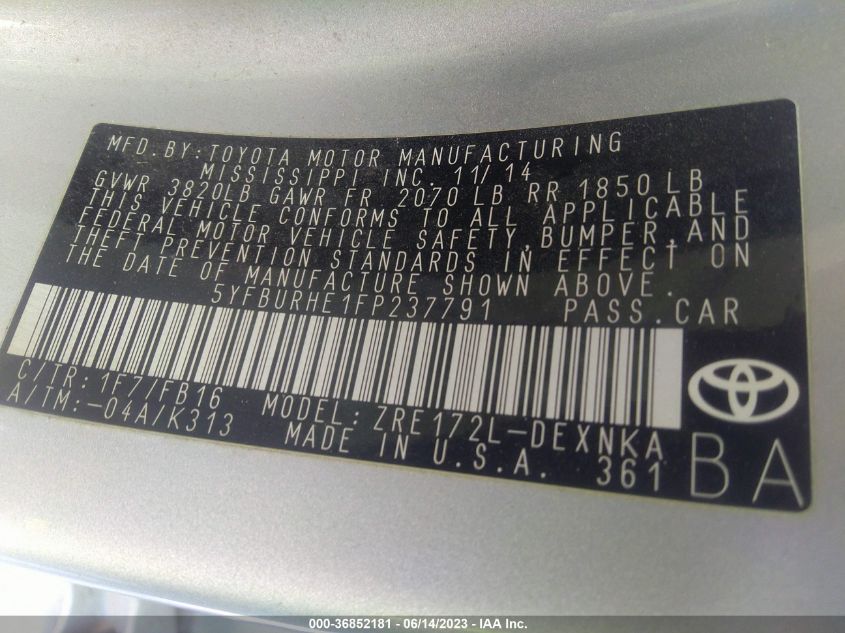 MFD.BY:TOYOTA MOTOR MANUFACTURING
MISSISSIPPI INC. 11/14
GVWR 3820LB GAWR FR 2070 LB RR 1850LB
THIS VEHICLE CONFORMS TO ALL APPLICABLE
FEDERAL MOTOR VEHICLE SAFETY,BUMPER,AND
THEFT PREVENTION STANDARDS IN EFFECT ON
THE DATE OF MANUFACTURE SHOWN ABOVE.
5YFBURHE1FP237791 PASS.CAR
C/TR: 1F7/FB16 MODEL: ZRE172L-DEXNKA
A/TM:-04A/K313 MADE IN U.S.A. 361
BA
000-36852181 - 06/14/2023 - IAA Inc.